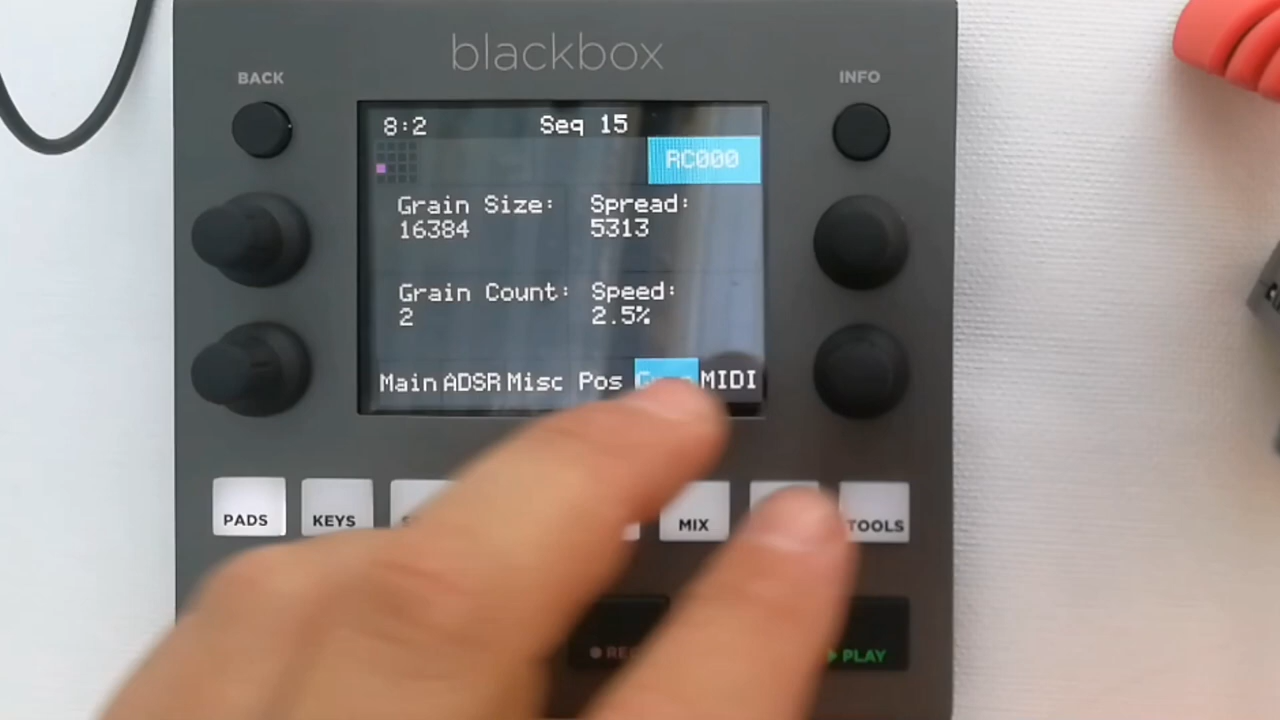 blackbox
BACK
INFO
8:2 Seq 15
RC000
Grain Size: Spread:
16384 5313
Grain Count: Speed:
2 2.5%
Main ADSR Misc Pos MIDI
PADS KEYS MIX TOOLS
PLAY